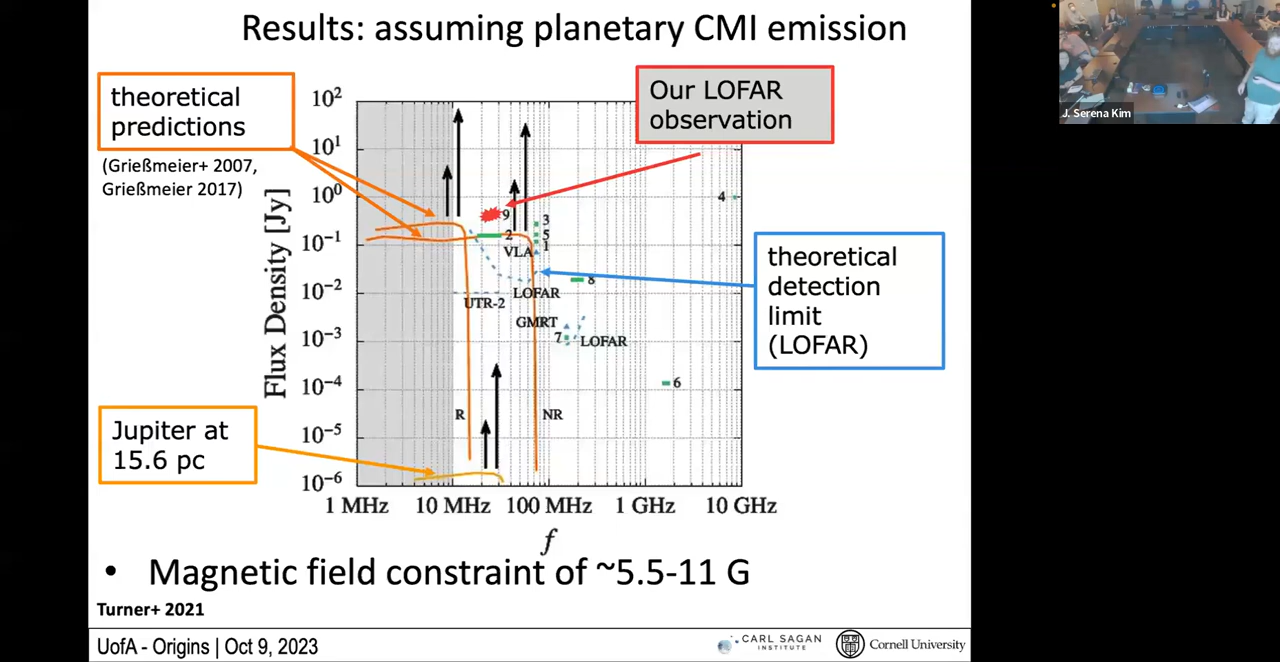 Results: assuming planetary CMI emission
theoretical
predictions
(Grießmeier+ 2007,
Grießmeier 2017)
Our LOFAR
observation
theoretical
detection
limit
(LOFAR)
Jupiter at
15.6 pc
Flux Density [Jy]
10²
10¹
10⁰
10⁻¹
10⁻²
10⁻³
10⁻⁴
10⁻⁵
10⁻⁶
4
9
3
2
5
1
VLA
8
LOFAR
UTR-2
GMRT
7
LOFAR
6
R
NR
1 MHz
10 MHz
100 MHz
1 GHz
10 GHz
f
• Magnetic field constraint of ~5.5-11 G
Turner+ 2021
UofA - Origins | Oct 9, 2023
CARL SAGAN
INSTITUTE
Cornell University
J. Serena Kim